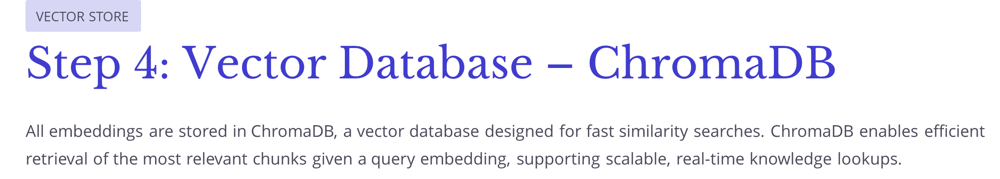 VECTOR STORE
Step 4: Vector Database – ChromaDB
All embeddings are stored in ChromaDB, a vector database designed for fast similarity searches. ChromaDB enables efficient
retrieval of the most relevant chunks given a query embedding, supporting scalable, real-time knowledge lookups.